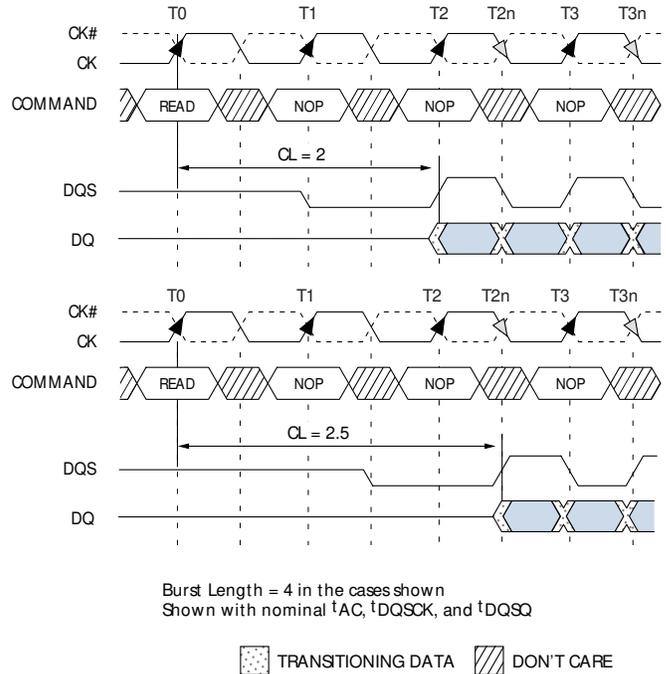 T0 T1 T2 T2n T3 T3n
CK#
CK
COMMAND READ NOP NOP NOP
CL = 2
DQS
DQ
T0 T1 T2 T2n T3 T3n
CK#
CK
COMMAND READ NOP NOP NOP
CL = 2.5
DQS
DQ
Burst Length = 4 in the cases shown
Shown with nominal tAC, tDQSCK, and tDQSQ
TRANSITIONING DATA DON'T CARE